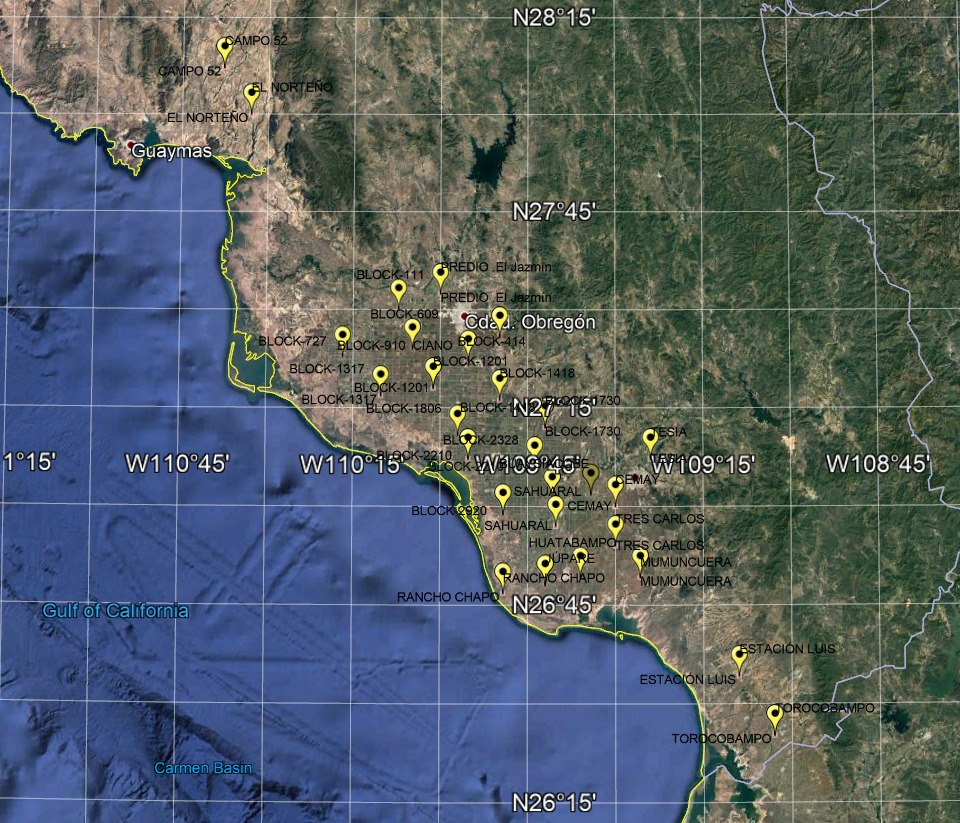 N28°15'
CAMPO 52
CAMPO 52
EL NORTEÑO
EL NORTEÑO
Guaymas
N27°45'
PREDIO .El Jazmin.
BLOCK-111
PREDIO .El Jazmin.
BLOCK-609
Cdad. Obregón
BLOCK-727
BLOCK-910
CIANO
BLOCK-414
BLOCK-1201
BLOCK-1317
BLOCK-1418
BLOCK-1201
BLOCK-1317
BLOCK-1730
BLOCK-1806
N27°15'
BLOCK-1730
TESIA
BLOCK-2328
BLOCK-2210
TESIA
1°15'
W110°45'
W110°15'
W109°15'
W108°45'
CEMAY
SAHUARAL
CEMAY
BLOCK-2920
TRES CARLOS
SAHUARAL
HUATABAMPO
TRES CARLOS
JÚPARE
MUMUNCUERA
RANCHO CHAPO
MUMUNCUERA
RANCHO CHAPO
N26°45'
Gulf of California
ESTACIÓN LUIS
ESTACIÓN LUIS
TOROCOBAMPO
TOROCOBAMPO
Carmen Basin
N26°15'